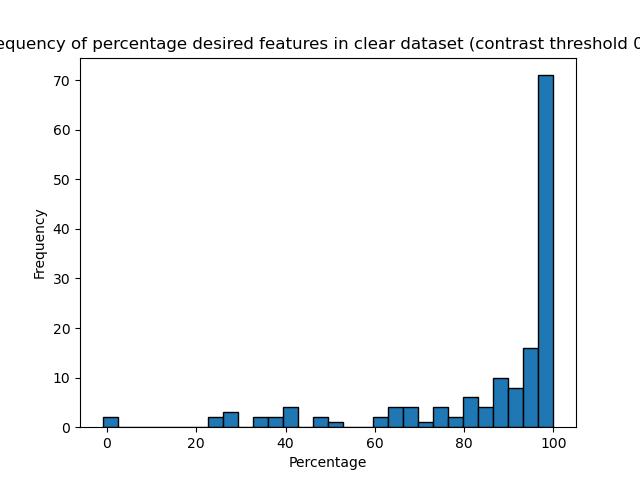 equency of percentage desired features in clear dataset (contrast threshold 0
70
60
50
40
30
20
10
0
Frequency
0 20 40 60 80 100
Percentage